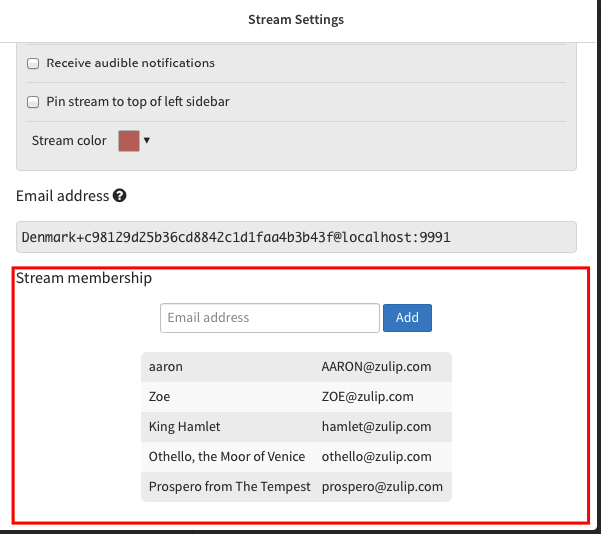 Stream Settings
Receive audible notifications
Pin stream to top of left sidebar
Stream color
Email address
Denmark+c98129d25b36cd8842c1d1faa4b3b43f@localhost:9991
Stream membership
Email address Add
aaron AARON@zulip.com
Zoe ZOE@zulip.com
King Hamlet hamlet@zulip.com
Othello, the Moor of Venice othello@zulip.com
Prospero from The Tempest prospero@zulip.com